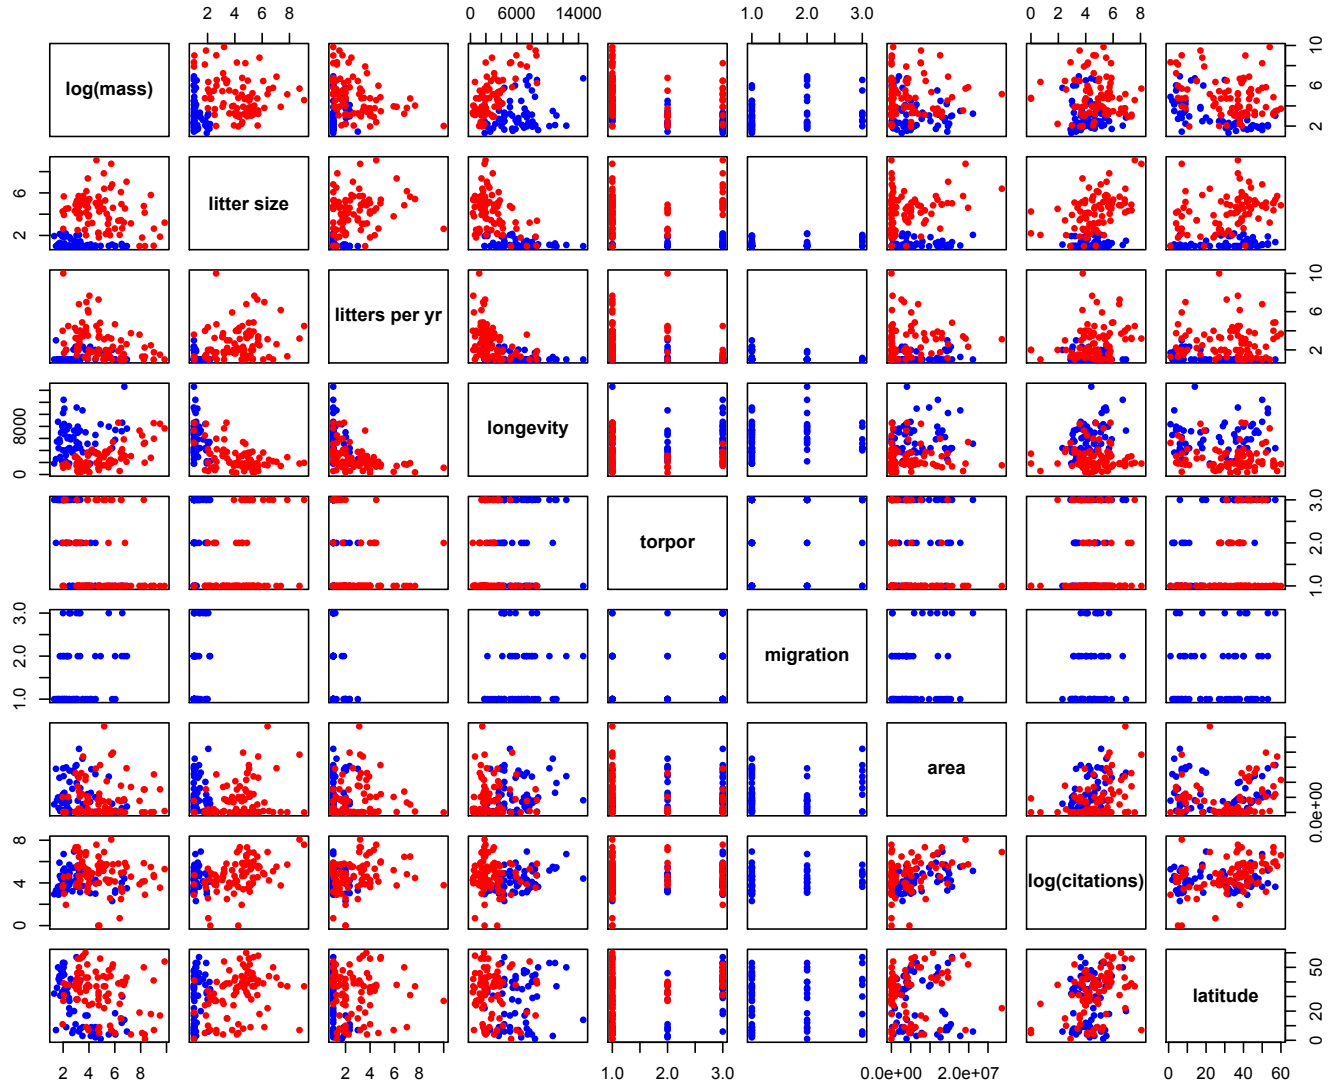 2 4 6 8
0 6000 14000
1.0 2.0 3.0
0 2 4 6 8
log(mass)
2 6 10
2 6
litter size
litters per yr
2 6 10
0 8000
longevity
torpor
1.0 2.0 3.0
1.0 2.0 3.0
migration
area
0.0e+00
0 4 8
log(citations)
latitude
0 20 50
2 4 6 8
2 4 6 8
1.0 2.0 3.0
0.0e+00 2.0e+07
0 20 40 60